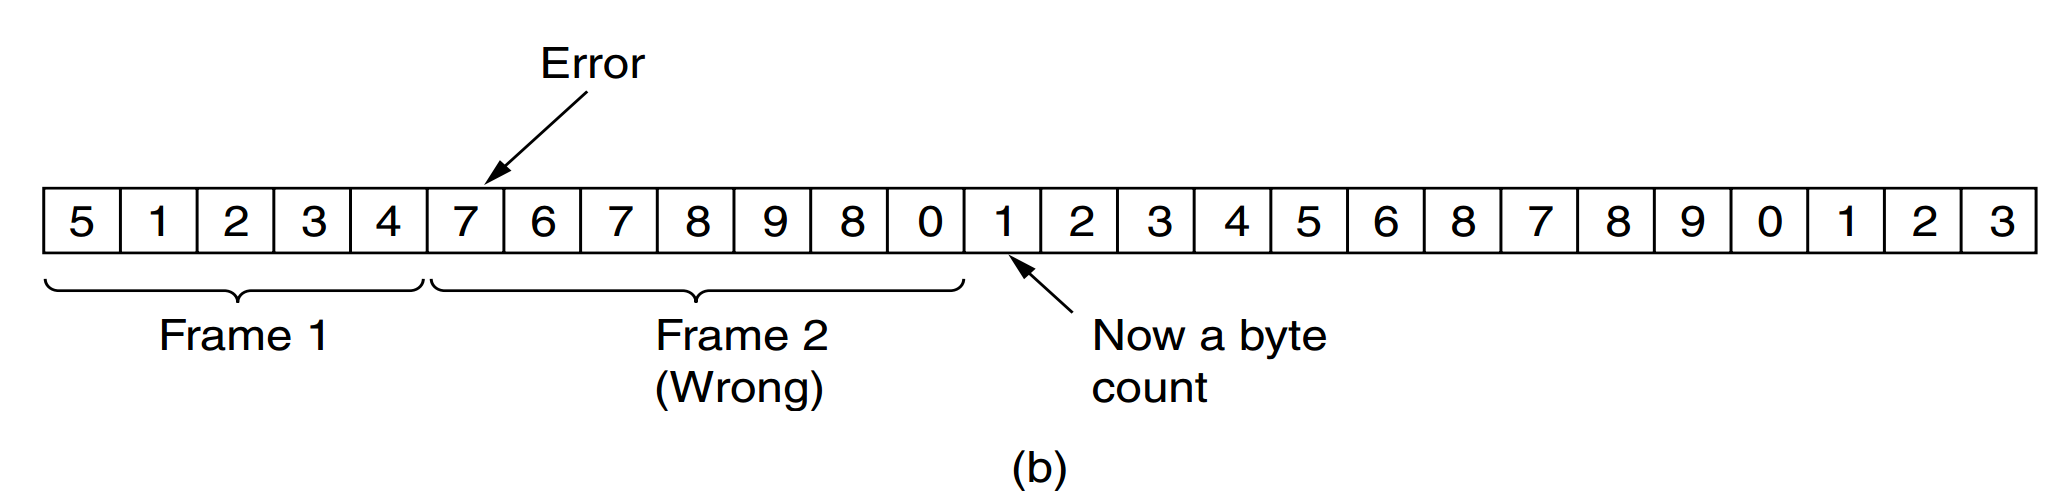 Error
5 1 2 3 4 7 6 7 8 9 8 0 1 2 3 4 5 6 8 7 8 9 0 1 2 3
Frame 1
Frame 2
(Wrong)
Now a byte
count
(b)